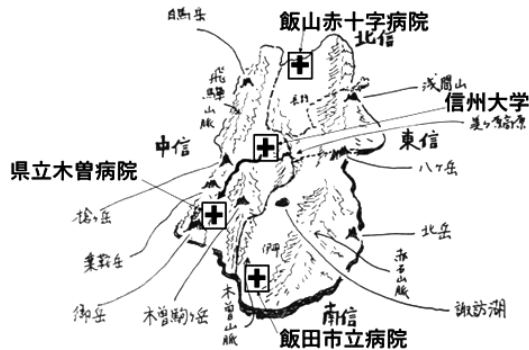 白馬岳
飯山赤十字病院
北信
飛騨山脈
浅間山
信州大学
美ヶ原高原
中信
東信
県立木曽病院
八ヶ岳
槍ヶ岳
乗鞍岳
御岳
木曽駒ヶ岳
木曽山脈
伊那
北岳
赤石山脈
諏訪湖
南信
飯田市立病院